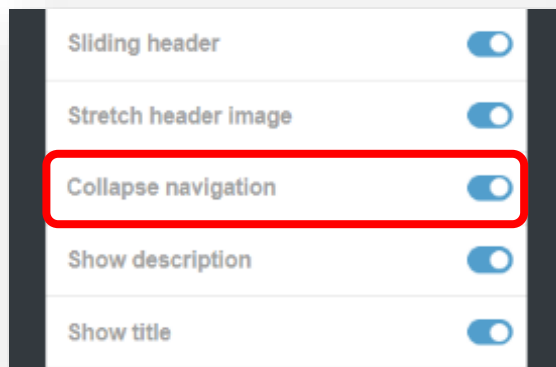 Sliding header
Stretch header image
Collapse navigation
Show description
Show title